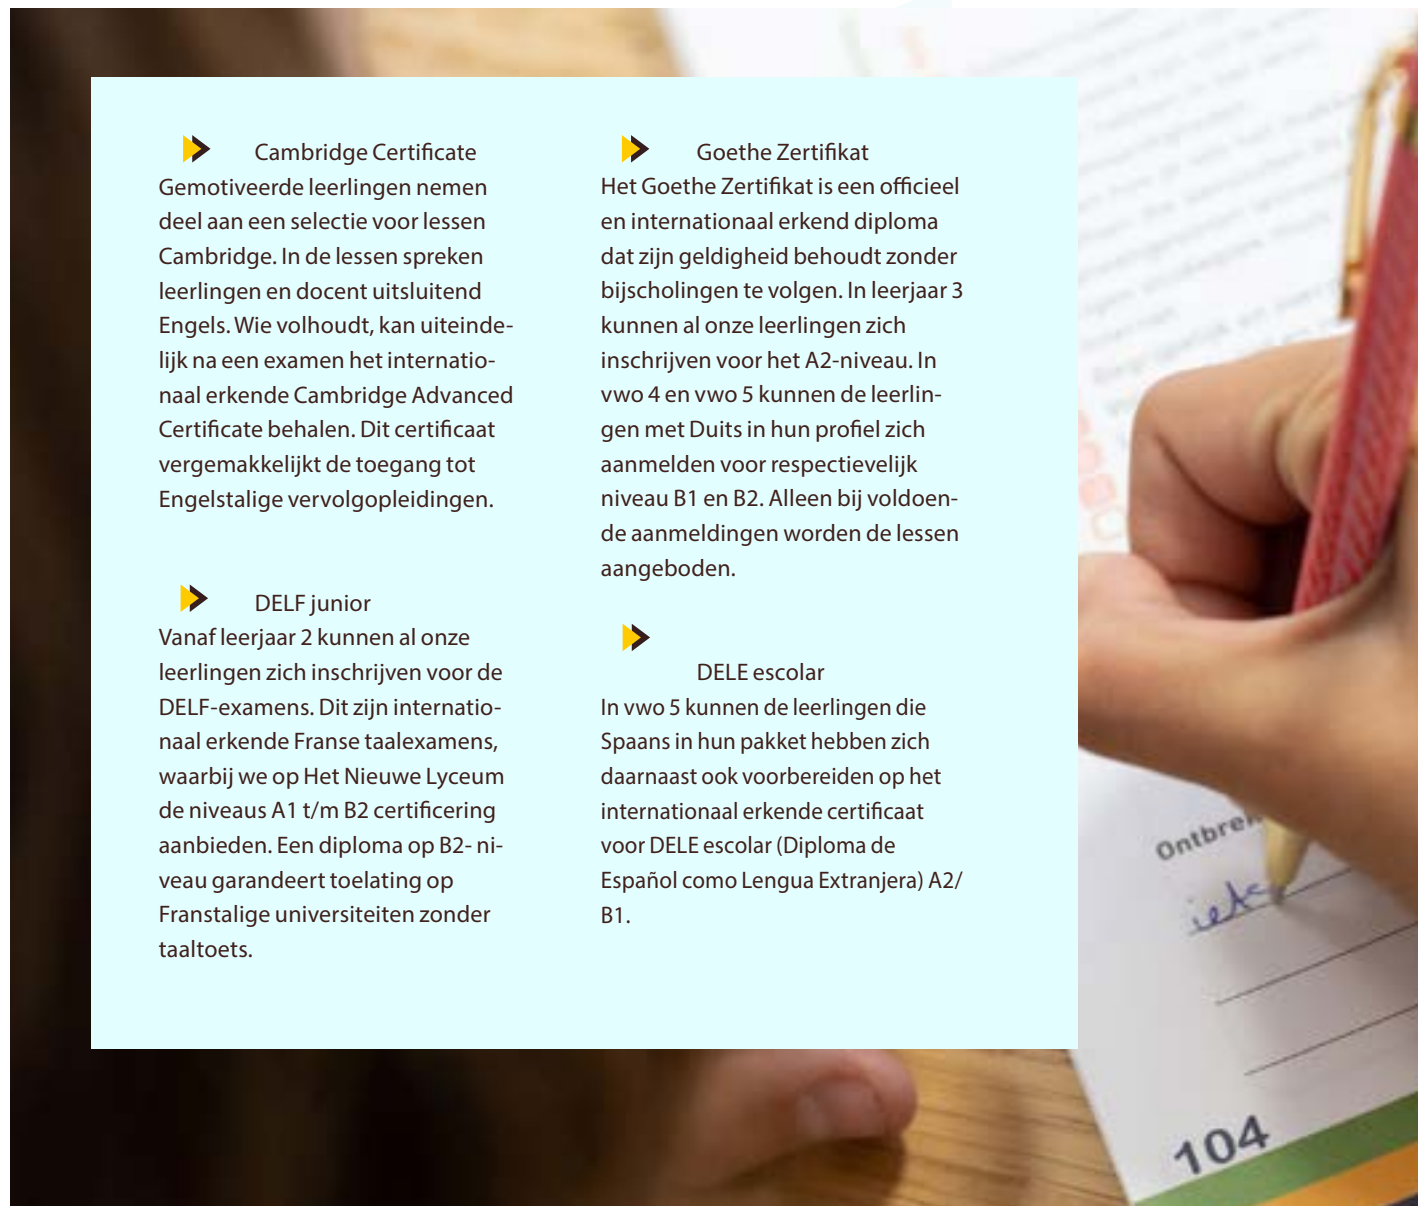 Cambridge Certificate
Gemotiveerde leerlingen nemen
deel aan een selectie voor lessen
Cambridge. In de lessen spreken
leerlingen en docent uitsluitend
Engels. Wie volhoudt, kan uiteinde-
lijk na een examen het internatio-
naal erkende Cambridge Advanced
Certificate behalen. Dit certificaat
vergemakkelijkt de toegang tot
Engelstalige vervolgopleidingen.
DELF junior
Vanaf leerjaar 2 kunnen al onze
leerlingen zich inschrijven voor de
DELF-examens. Dit zijn internatio-
naal erkende Franse taalexamens,
waarbij we op Het Nieuwe Lyceum
de niveaus A1 t/m B2 certificering
aanbieden. Een diploma op B2- ni-
veau garandeert toelating op
Franstalige universiteiten zonder
taaltoets.
Goethe Zertifikat
Het Goethe Zertifikat is een officieel
en internationaal erkend diploma
dat zijn geldigheid behoudt zonder
bijscholingen te volgen. In leerjaar 3
kunnen al onze leerlingen zich
inschrijven voor het A2-niveau. In
vwo 4 en vwo 5 kunnen de leerlin-
gen met Duits in hun profiel zich
aanmelden voor respectievelijk
niveau B1 en B2. Alleen bij voldoen-
de aanmeldingen worden de lessen
aangeboden.
DELE escolar
In vwo 5 kunnen de leerlingen die
Spaans in hun pakket hebben zich
daarnaast ook voorbereiden op het
internationaal erkende certificaat
voor DELE escolar (Diploma de
Español como Lengua Extranjera) A2/
B1.
Ontbre
iets
104